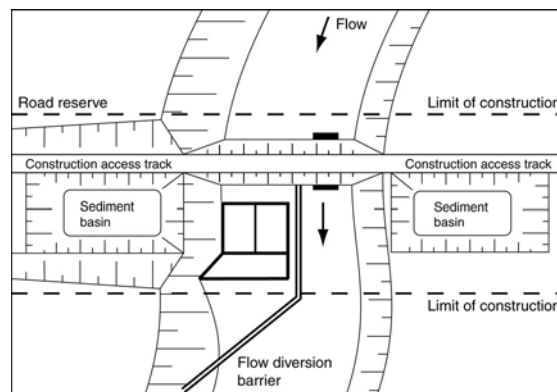 Flow
Road reserve
Limit of construction
Construction access track
Construction access track
Sediment
basin
Sediment
basin
Limit of construction
Flow diversion
barrier